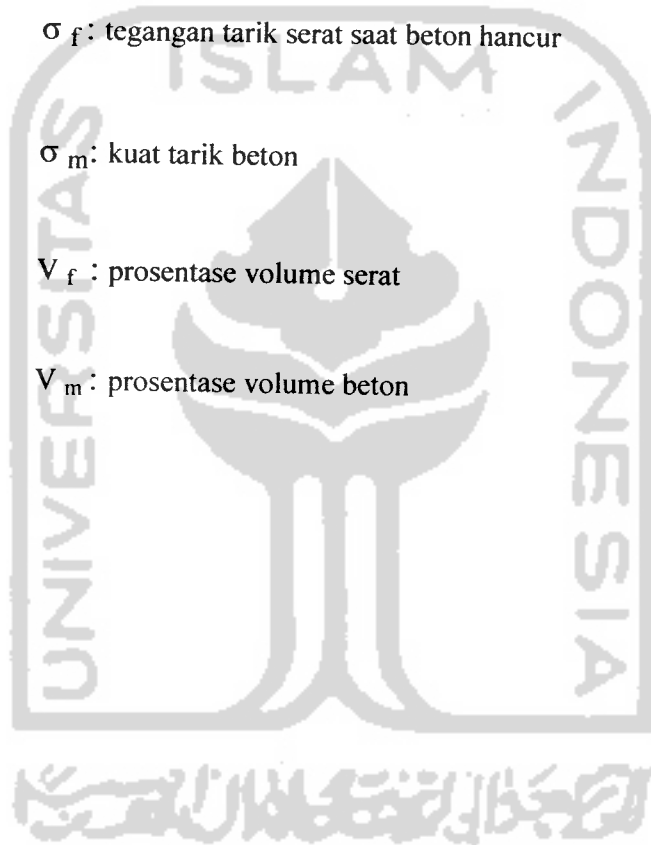 σ f : tegangan tarik serat saat beton hancur
σ m : kuat tarik beton
V f : prosentase volume serat
V m : prosentase volume beton
UNIVERSITAS
ISLAM
INDONESIA